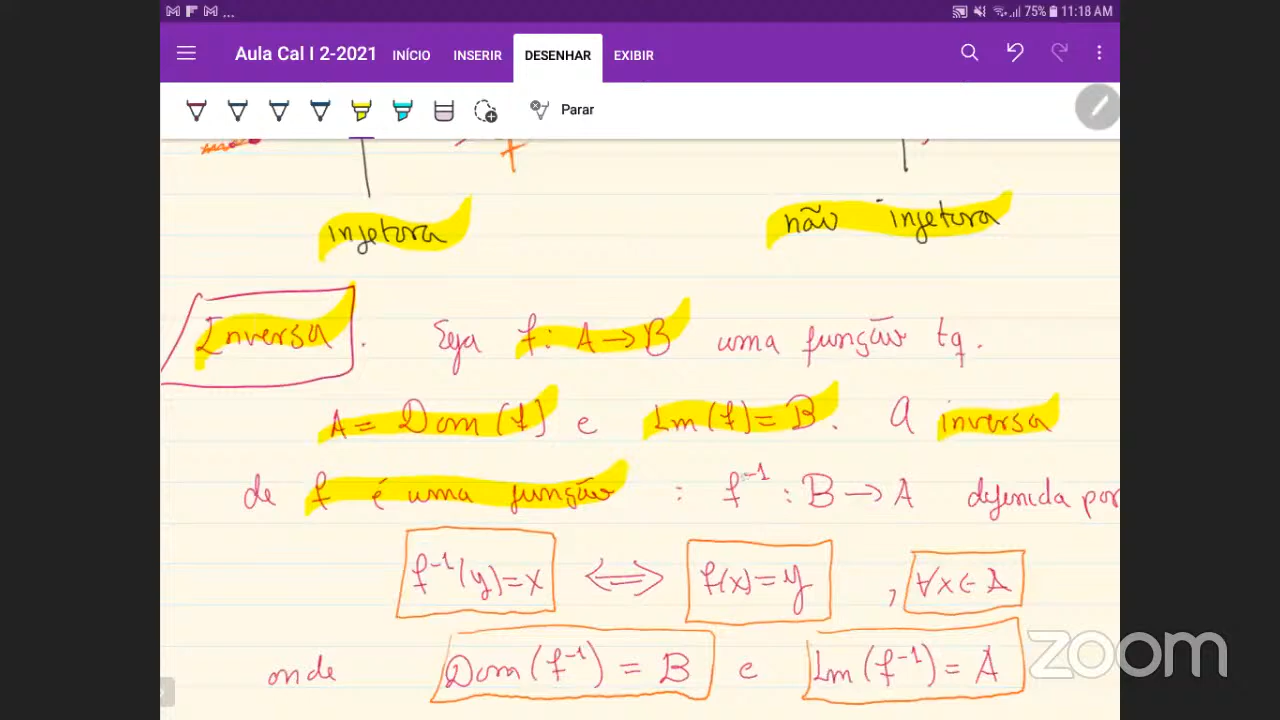 ... 75% 11:18 AM
Aula Cal I 2-2021 INÍCIO INSERIR DESENHAR EXIBIR
Parar
injetora não injetora
Inversa. Seja f: A → B uma função tq.
A = Dom(f) e Im(f) = B. A inversa
de f é uma função : f⁻¹ : B → A definida por
f⁻¹(y) = x ⟺ f(x) = y , ∀x ∈ A
onde Dom(f⁻¹) = B e Im(f⁻¹) = A
zoom